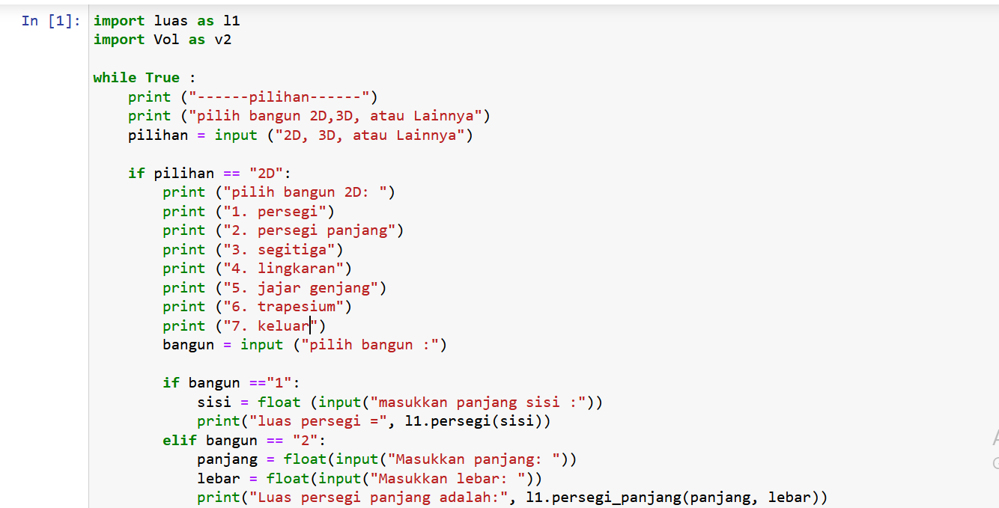 In [1]: import luas as l1
import Vol as v2
while True :
print ("------pilihan------")
print ("pilih bangun 2D,3D, atau Lainnya")
pilihan = input ("2D, 3D, atau Lainnya")
if pilihan == "2D":
print ("pilih bangun 2D: ")
print ("1. persegi")
print ("2. persegi panjang")
print ("3. segitiga")
print ("4. lingkaran")
print ("5. jajar genjang")
print ("6. trapesium")
print ("7. keluar")
bangun = input ("pilih bangun :")
if bangun =="1":
sisi = float (input("masukkan panjang sisi :"))
print("luas persegi =", l1.persegi(sisi))
elif bangun == "2":
panjang = float(input("Masukkan panjang: "))
lebar = float(input("Masukkan lebar: "))
print("Luas persegi panjang adalah:", l1.persegi_panjang(panjang, lebar))